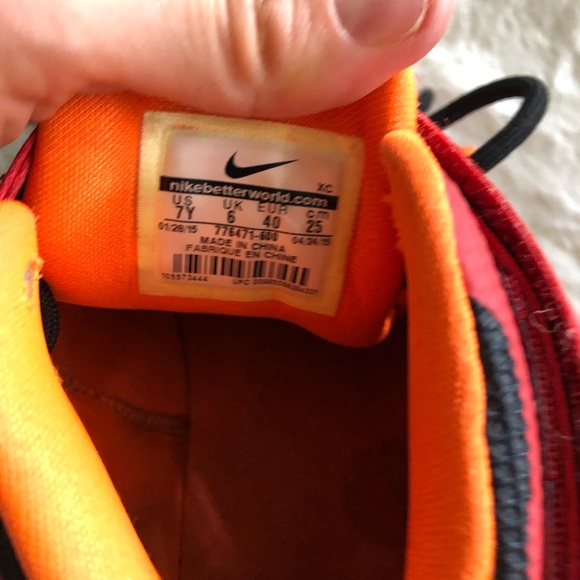 XC
nikebetterworld.com
US UK EUR cm
7Y 6 40 25
01/28/15 776471-600 04/24/15
MADE IN CHINA
FABRIQUE EN CHINE
UPC